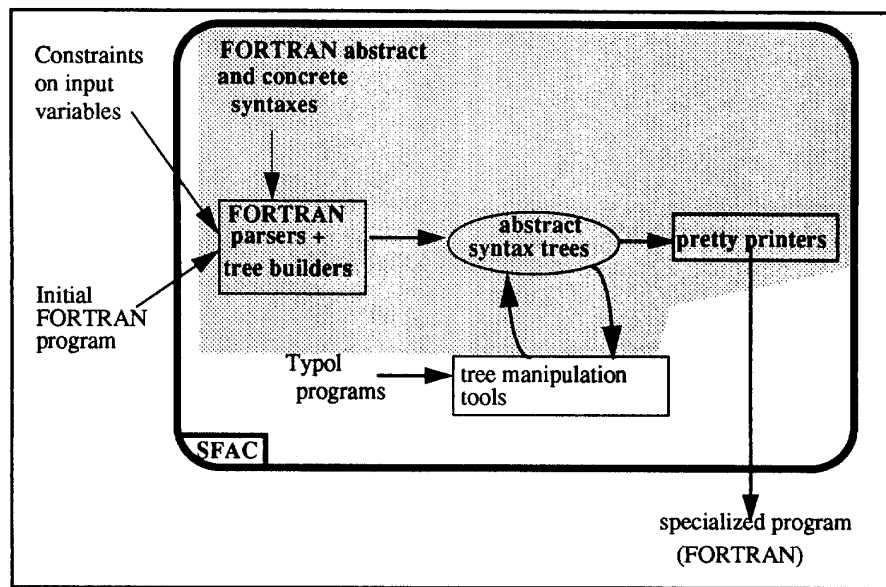 Constraints
on input
variables
FORTRAN abstract
and concrete
syntaxes
FORTRAN
parsers +
tree builders
abstract
syntax trees
pretty printers
Initial
FORTRAN
program
Typol
programs
tree manipulation
tools
SFAC
specialized program
(FORTRAN)